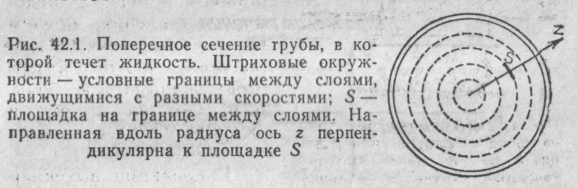 Рис. 42.1. Поперечное сечение трубы, в ко-
торой течет жидкость. Штриховые окруж-
ности — условные границы между слоями,
движущимися с разными скоростями; S —
площадка на границе между слоями. На-
правленная вдоль радиуса ось z перпен-
дикулярна к площадке S
S
z